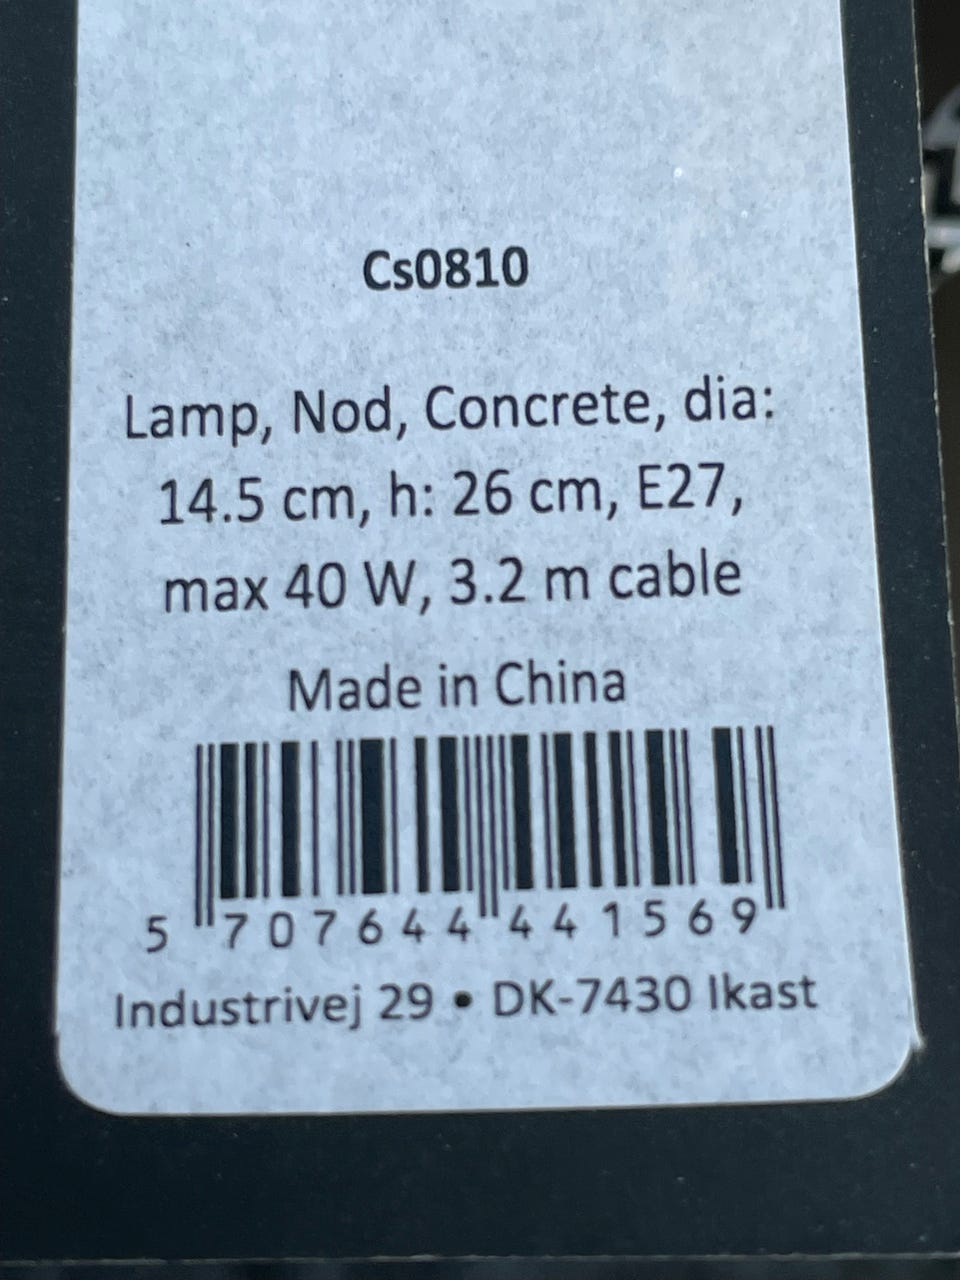 Cs0810
Lamp, Nod, Concrete, dia:
14.5 cm, h: 26 cm, E27,
max 40 W, 3.2 m cable
Made in China
5 707644 441569
Industrivej 29 • DK-7430 Ikast